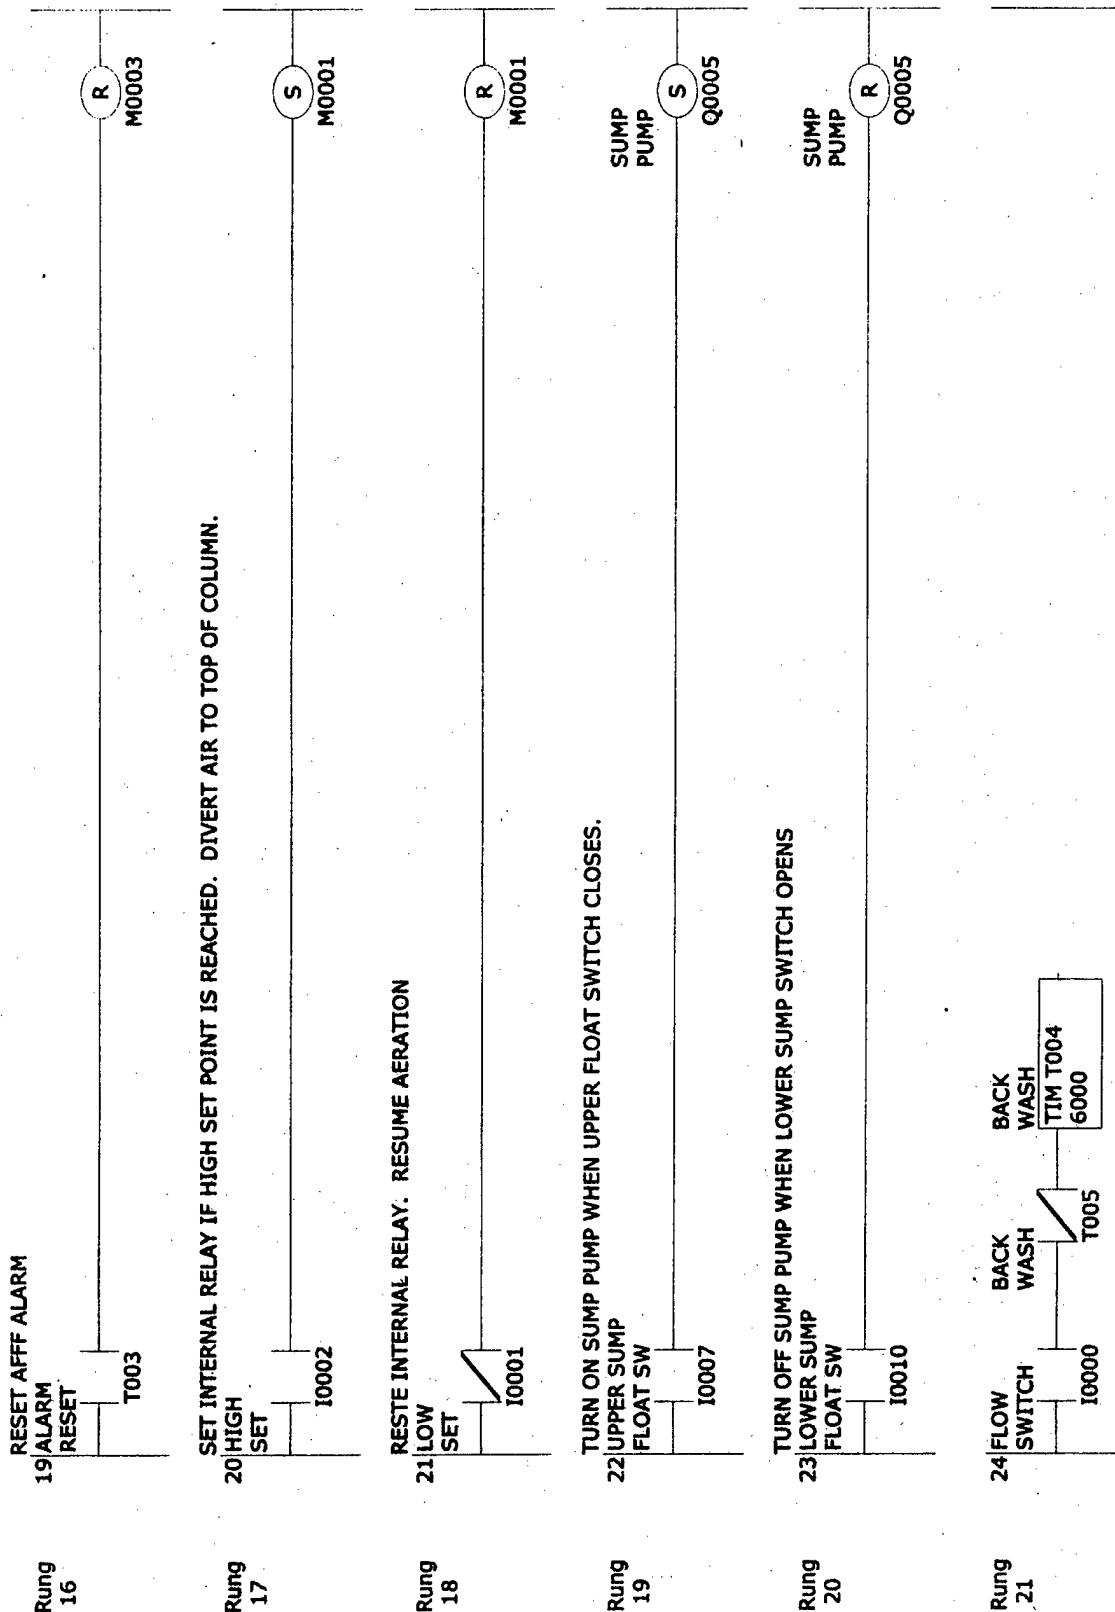 RESET AFFF ALARM
Rung 16
19 ALARM RESET
T003
R
M0003
SET INTERNAL RELAY IF HIGH SET POINT IS REACHED. DIVERT AIR TO TOP OF COLUMN.
Rung 17
20 HIGH SET
I0002
S
M0001
RESTE INTERNAL RELAY. RESUME AERATION
Rung 18
21 LOW SET
I0001
R
M0001
TURN ON SUMP PUMP WHEN UPPER FLOAT SWITCH CLOSES.
Rung 19
22 UPPER SUMP FLOAT SW
I0007
SUMP PUMP
S
Q0005
TURN OFF SUMP PUMP WHEN LOWER SUMP SWITCH OPENS
Rung 20
23 LOWER SUMP FLOAT SW
I0010
SUMP PUMP
R
Q0005
Rung 21
24 FLOW SWITCH
I0000
BACK WASH
T005
BACK WASH
TIM T004
6000